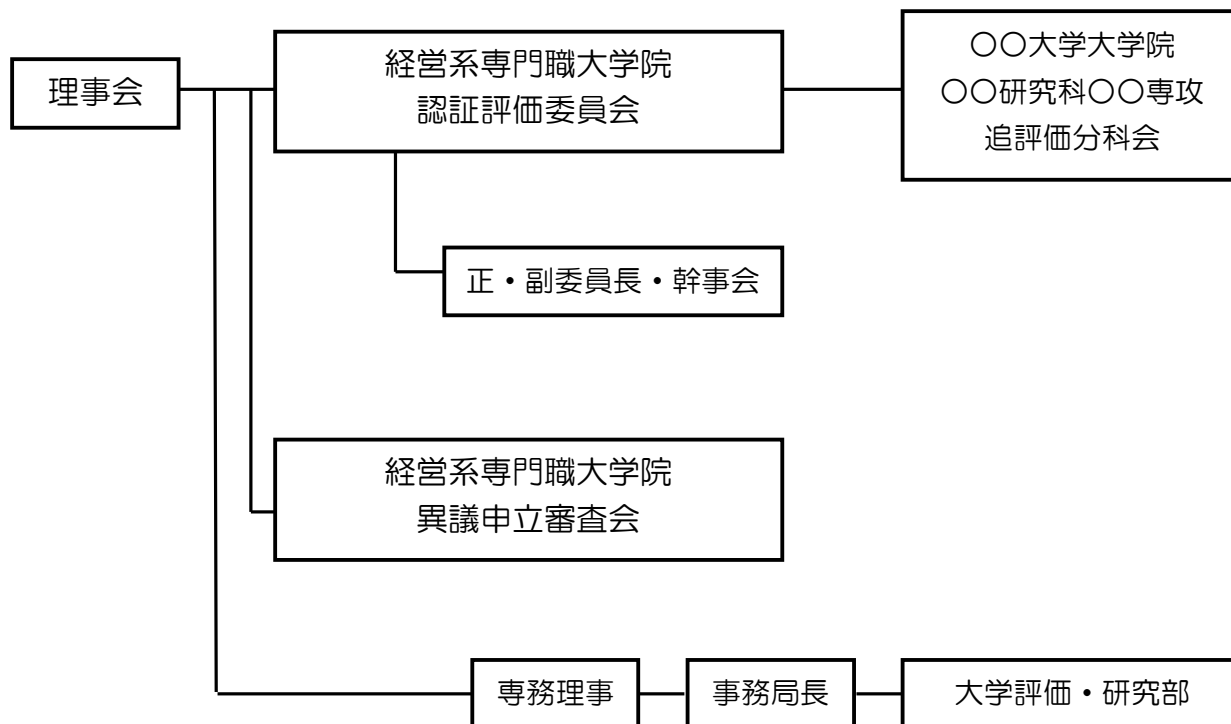 理事会
経営系専門職大学院
認証評価委員会
〇〇大学大学院
〇〇研究科〇〇専攻
追評価分科会
正・副委員長・幹事会
経営系専門職大学院
異議申立審査会
専務理事
事務局長
大学評価・研究部